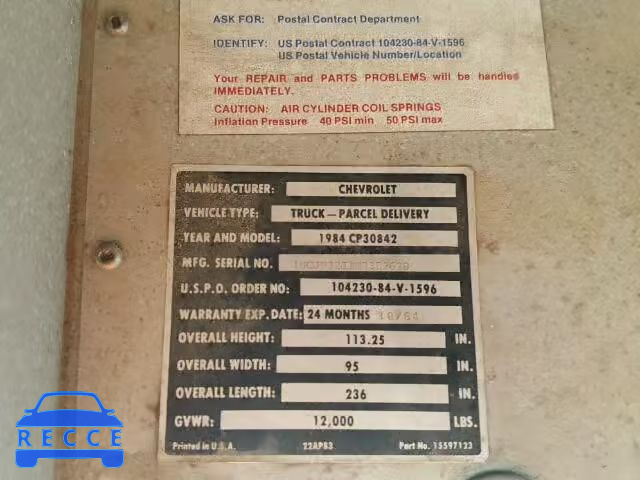 ASK FOR: Postal Contract Department
IDENTIFY: US Postal Contract 104230-84-V-1596
US Postal Vehicle Number/Location
Your REPAIR and PARTS PROBLEMS will be handled
IMMEDIATELY.
CAUTION: AIR CYLINDER COIL SPRINGS
Inflation Pressure 40 PSI min 50 PSI max
MANUFACTURER: CHEVROLET
VEHICLE TYPE: TRUCK — PARCEL DELIVERY
YEAR AND MODEL: 1984 CP30842
MFG. SERIAL NO.
U.S.P.O. ORDER NO: 104230-84-V-1596
WARRANTY EXP. DATE: 24 MONTHS 10/84
OVERALL HEIGHT: 113.25 IN.
OVERALL WIDTH: 95 IN.
OVERALL LENGTH: 236 IN.
GVWR: 12,000 LBS.
Printed in U.S.A. 22AP83 Part No. 15597123
RECCE